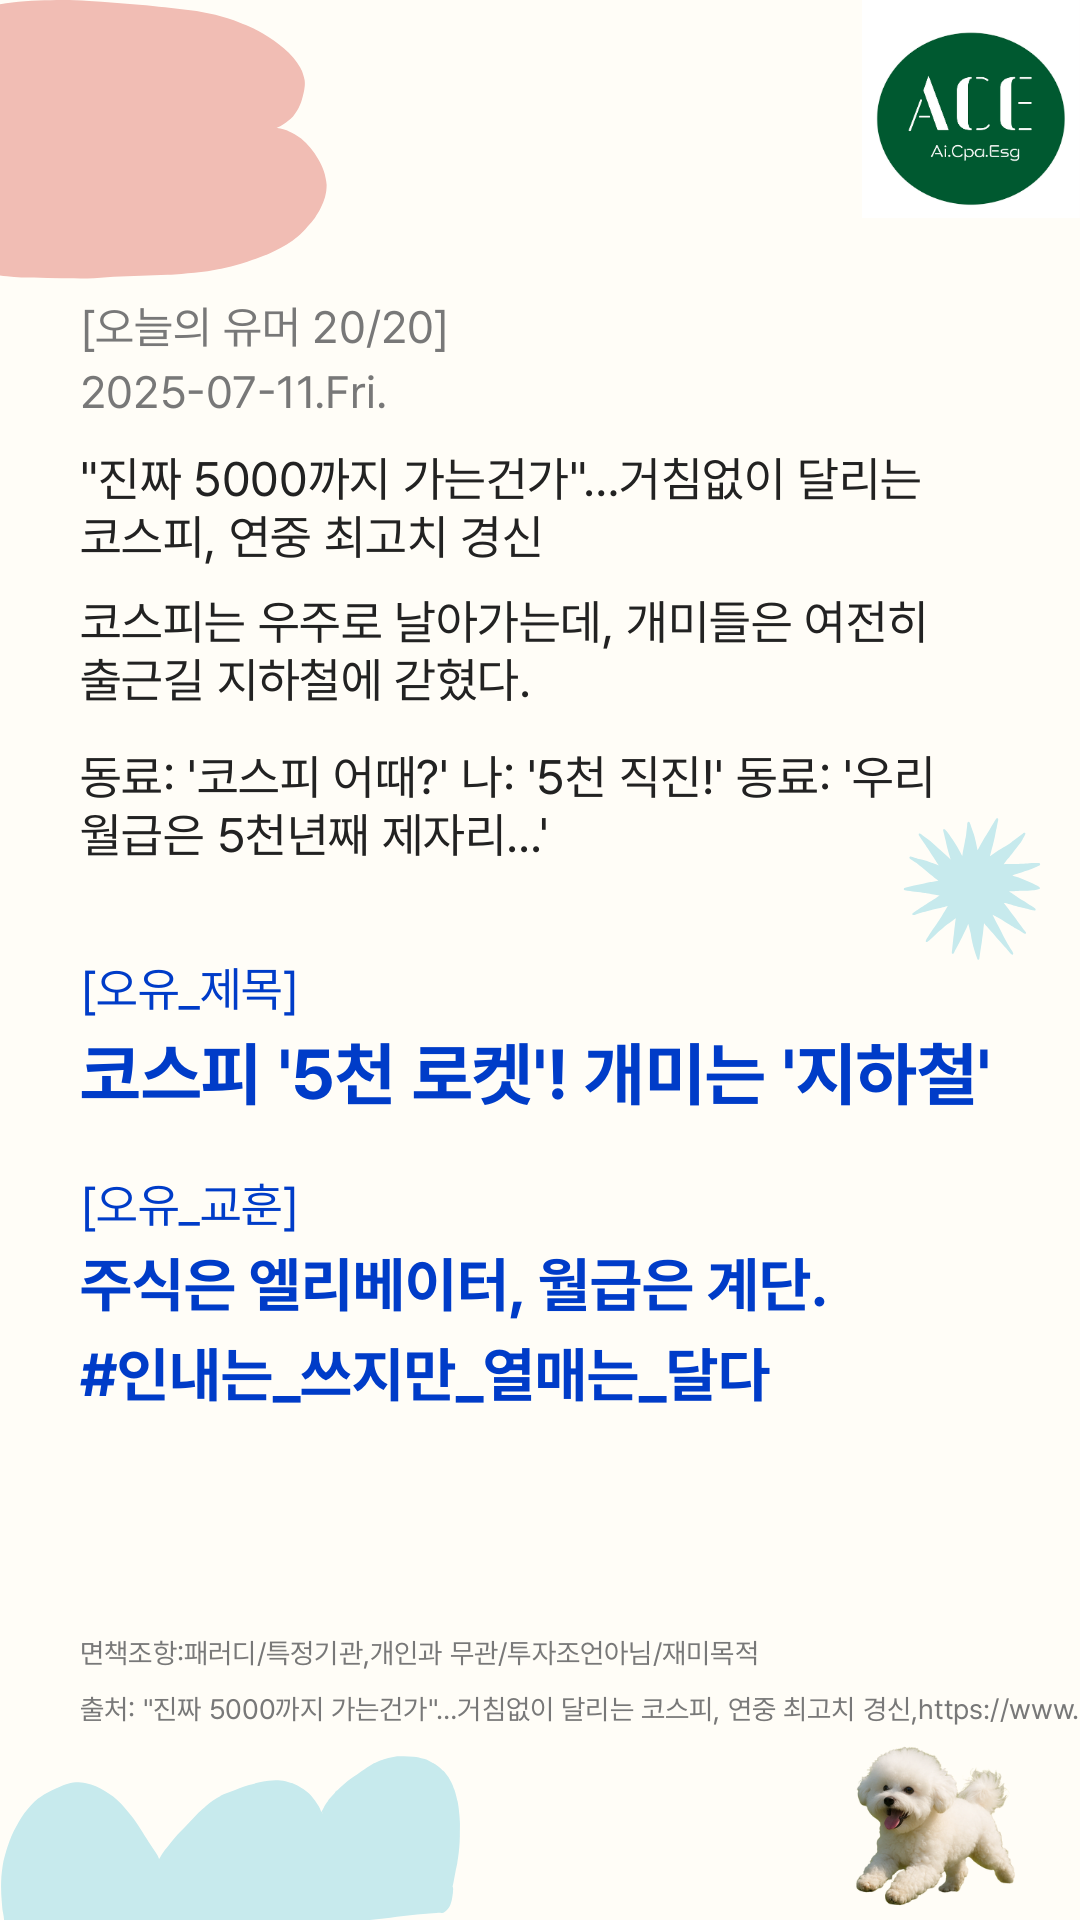 ACE
Ai.Cpa.Esg
[오늘의 유머 20/20]
2025-07-11.Fri.
"진짜 5000까지 가는건가"...거침없이 달리는
코스피, 연중 최고치 경신
코스피는 우주로 날아가는데, 개미들은 여전히
출근길 지하철에 갇혔다.
동료: '코스피 어때?' 나: '5천 직진!' 동료: '우리
월급은 5천년째 제자리...'
[오유_제목]
코스피 '5천 로켓'! 개미는 '지하철'
[오유_교훈]
주식은 엘리베이터, 월급은 계단.
#인내는_쓰지만_열매는_달다
면책조항:패러디/특정기관,개인과 무관/투자조언아님/재미목적
출처: "진짜 5000까지 가는건가"...거침없이 달리는 코스피, 연중 최고치 경신,https://www.